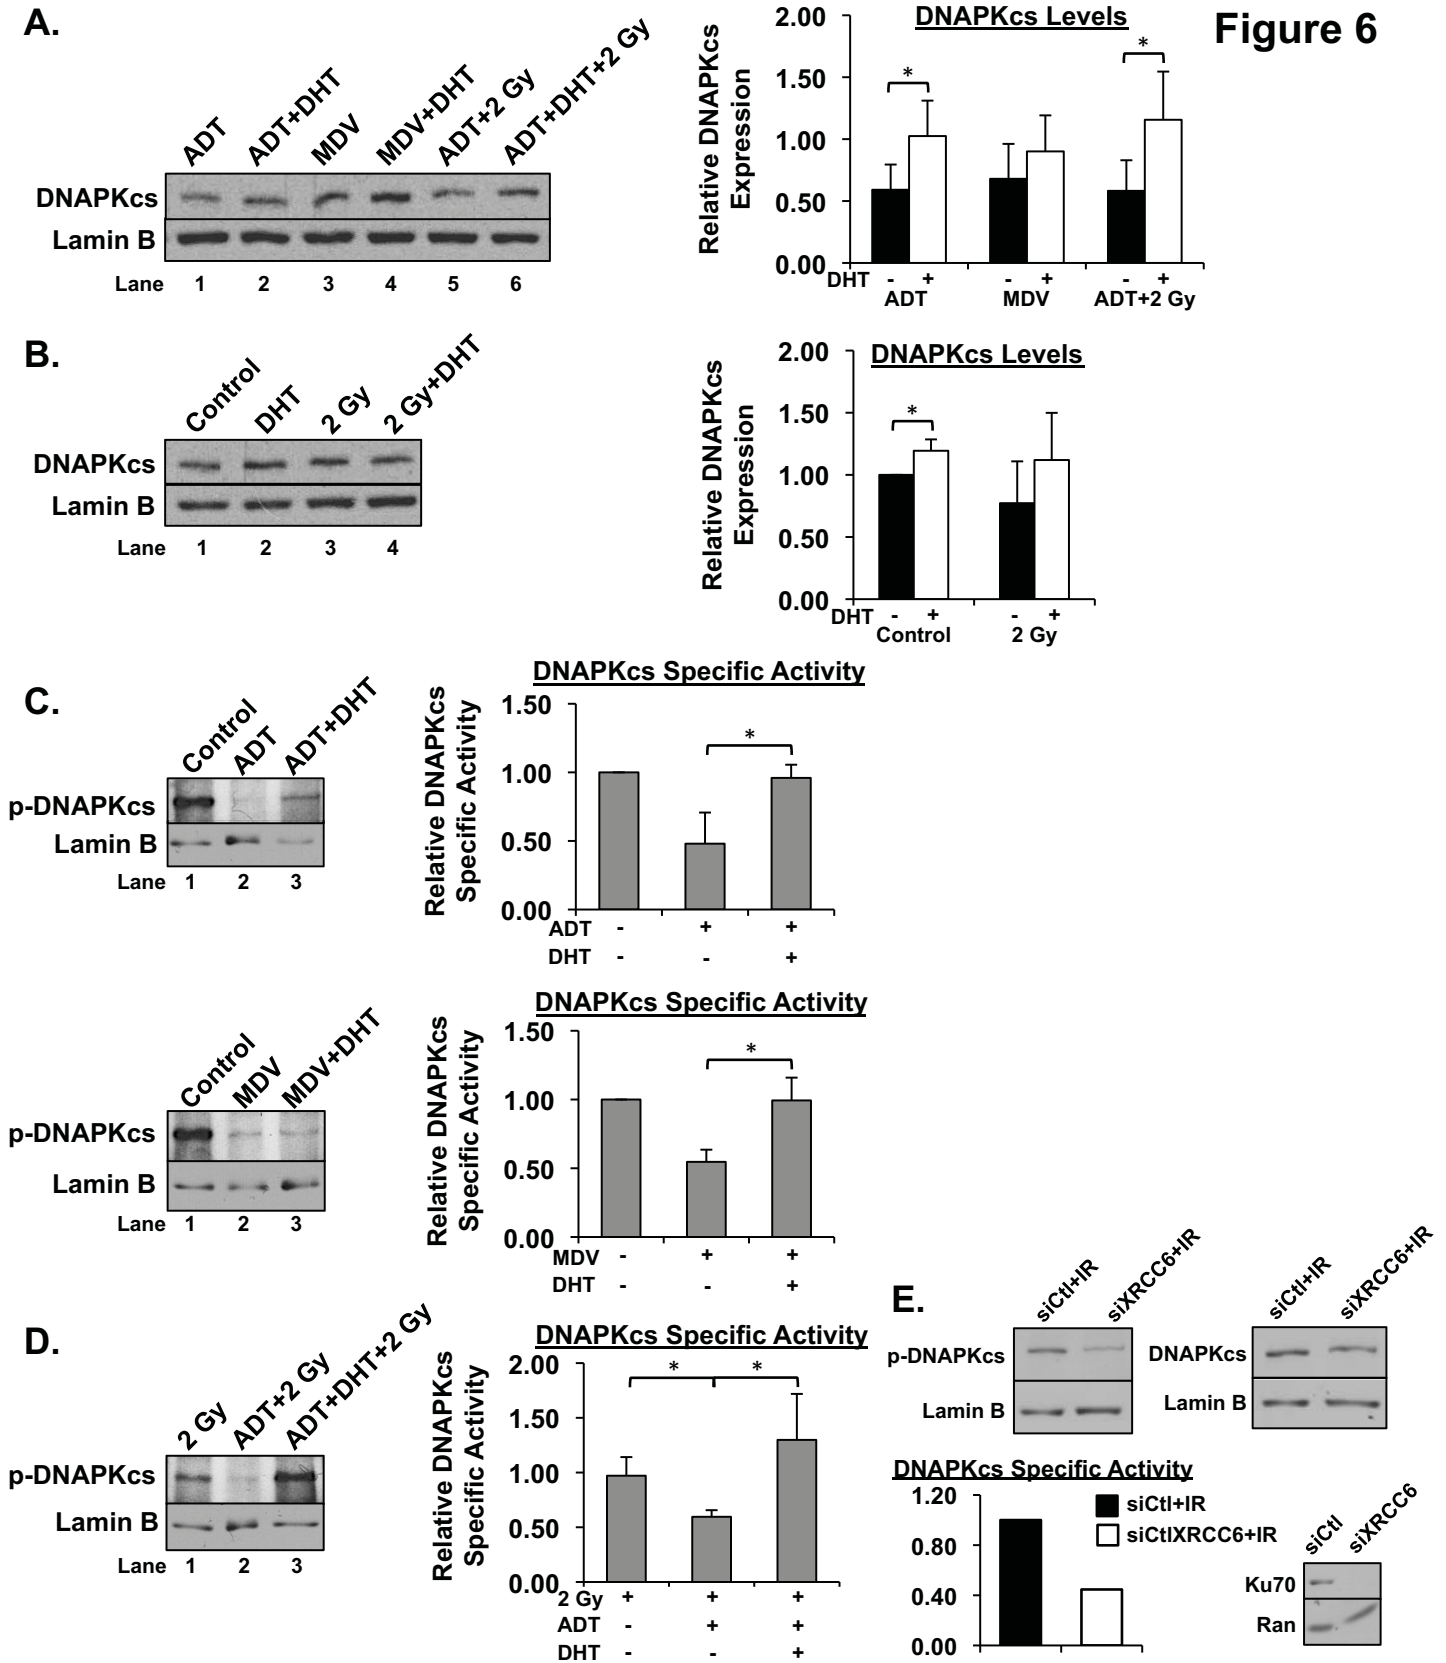 Figure 6
A.
ADT
ADT+DHT
MDV
MDV+DHT
ADT+2 Gy
ADT+DHT+2 Gy
DNAPKcs
Lamin B
Lane 1 2 3 4 5 6
DNAPKcs Levels
Relative DNAPKcs
Expression
2.00
1.50
1.00
0.50
0.00
*
*
DHT - + - + - +
ADT MDV ADT+2 Gy
B.
Control
DHT
2 Gy
2 Gy+DHT
DNAPKcs
Lamin B
Lane 1 2 3 4
DNAPKcs Levels
Relative DNAPKcs
Expression
2.00
1.50
1.00
0.50
0.00
*
DHT - + - +
Control 2 Gy
C.
Control
ADT
ADT+DHT
p-DNAPKcs
Lamin B
Lane 1 2 3
DNAPKcs Specific Activity
Relative DNAPKcs
Specific Activity
1.50
1.00
0.50
0.00
*
ADT - + +
DHT - - +
Control
MDV
MDV+DHT
p-DNAPKcs
Lamin B
Lane 1 2 3
DNAPKcs Specific Activity
Relative DNAPKcs
Specific Activity
1.50
1.00
0.50
0.00
*
MDV - + +
DHT - - +
D.
2 Gy
ADT+2 Gy
ADT+DHT+2 Gy
p-DNAPKcs
Lamin B
Lane 1 2 3
DNAPKcs Specific Activity
Relative DNAPKcs
Specific Activity
2.00
1.50
1.00
0.50
0.00
* *
2 Gy + + +
ADT - + +
DHT - - +
E.
siCtl+IR
siXRCC6+IR
p-DNAPKcs
Lamin B
siCtl+IR
siXRCC6+IR
DNAPKcs
Lamin B
DNAPKcs Specific Activity
1.20
0.80
0.40
0.00
siCtl+IR
siCtlXRCC6+IR
siCtl
siXRCC6
Ku70
Ran